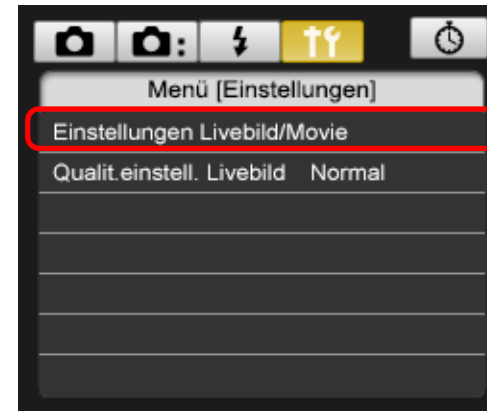 Menü [Einstellungen]
Einstellungen Livebild/Movie
Qualit.einstell. Livebild Normal